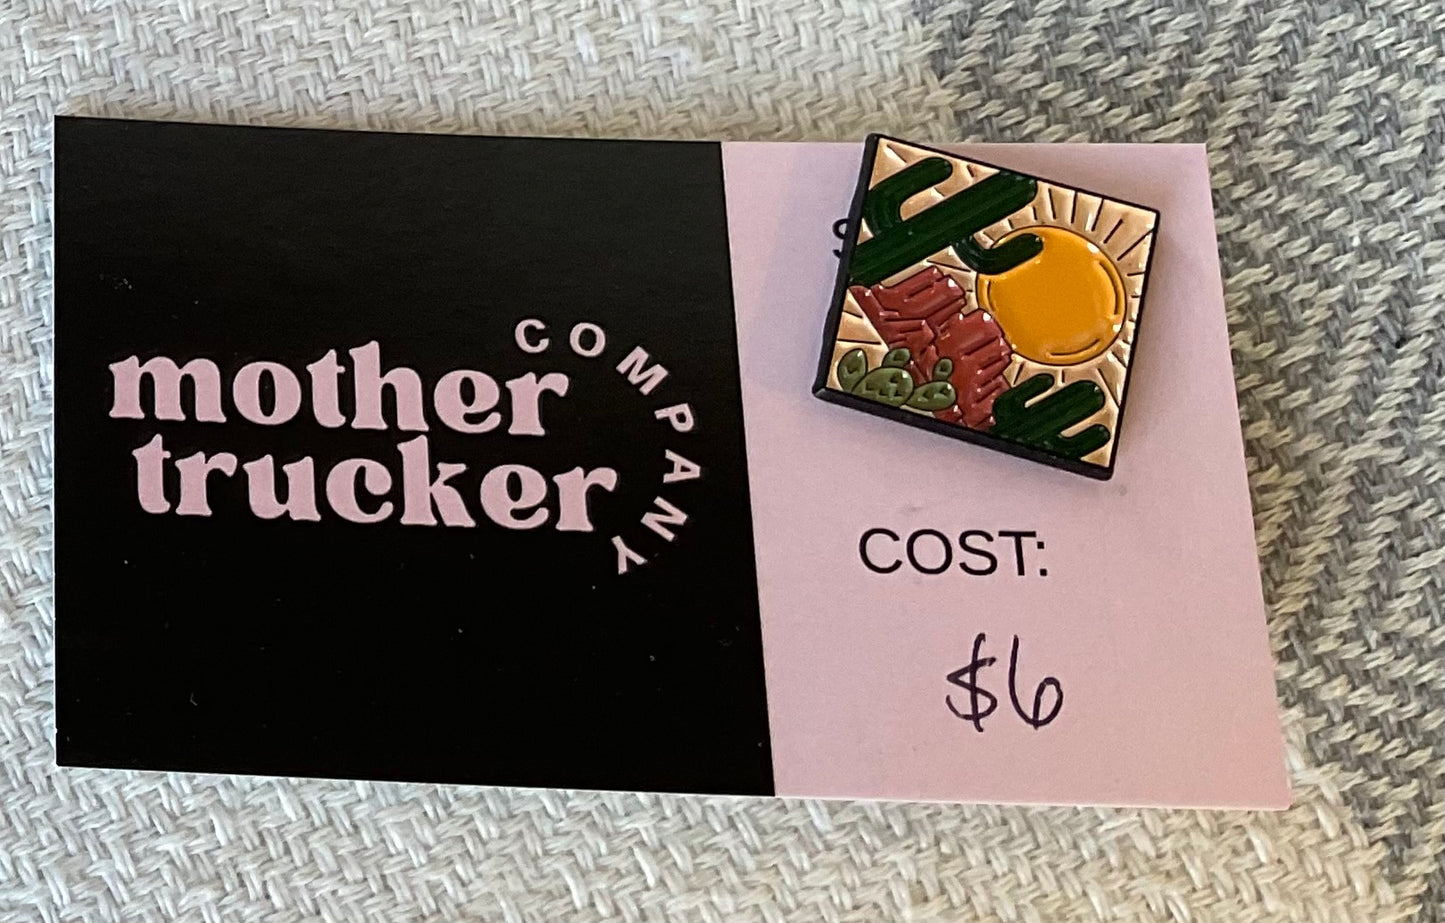 mother
trucker
COMPANY
COST:
$6